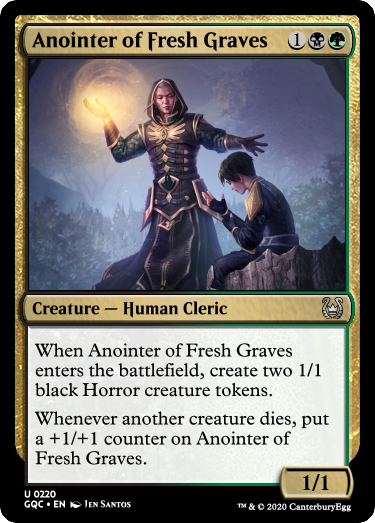 Anointer of Fresh Graves 1
Creature — Human Cleric
When Anointer of Fresh Graves
enters the battlefield, create two 1/1
black Horror creature tokens.
Whenever another creature dies, put
a +1/+1 counter on Anointer of
Fresh Graves.
1/1
U 0220
GQC • EN Jen Santos
™ & © 2020 CanterburyEgg